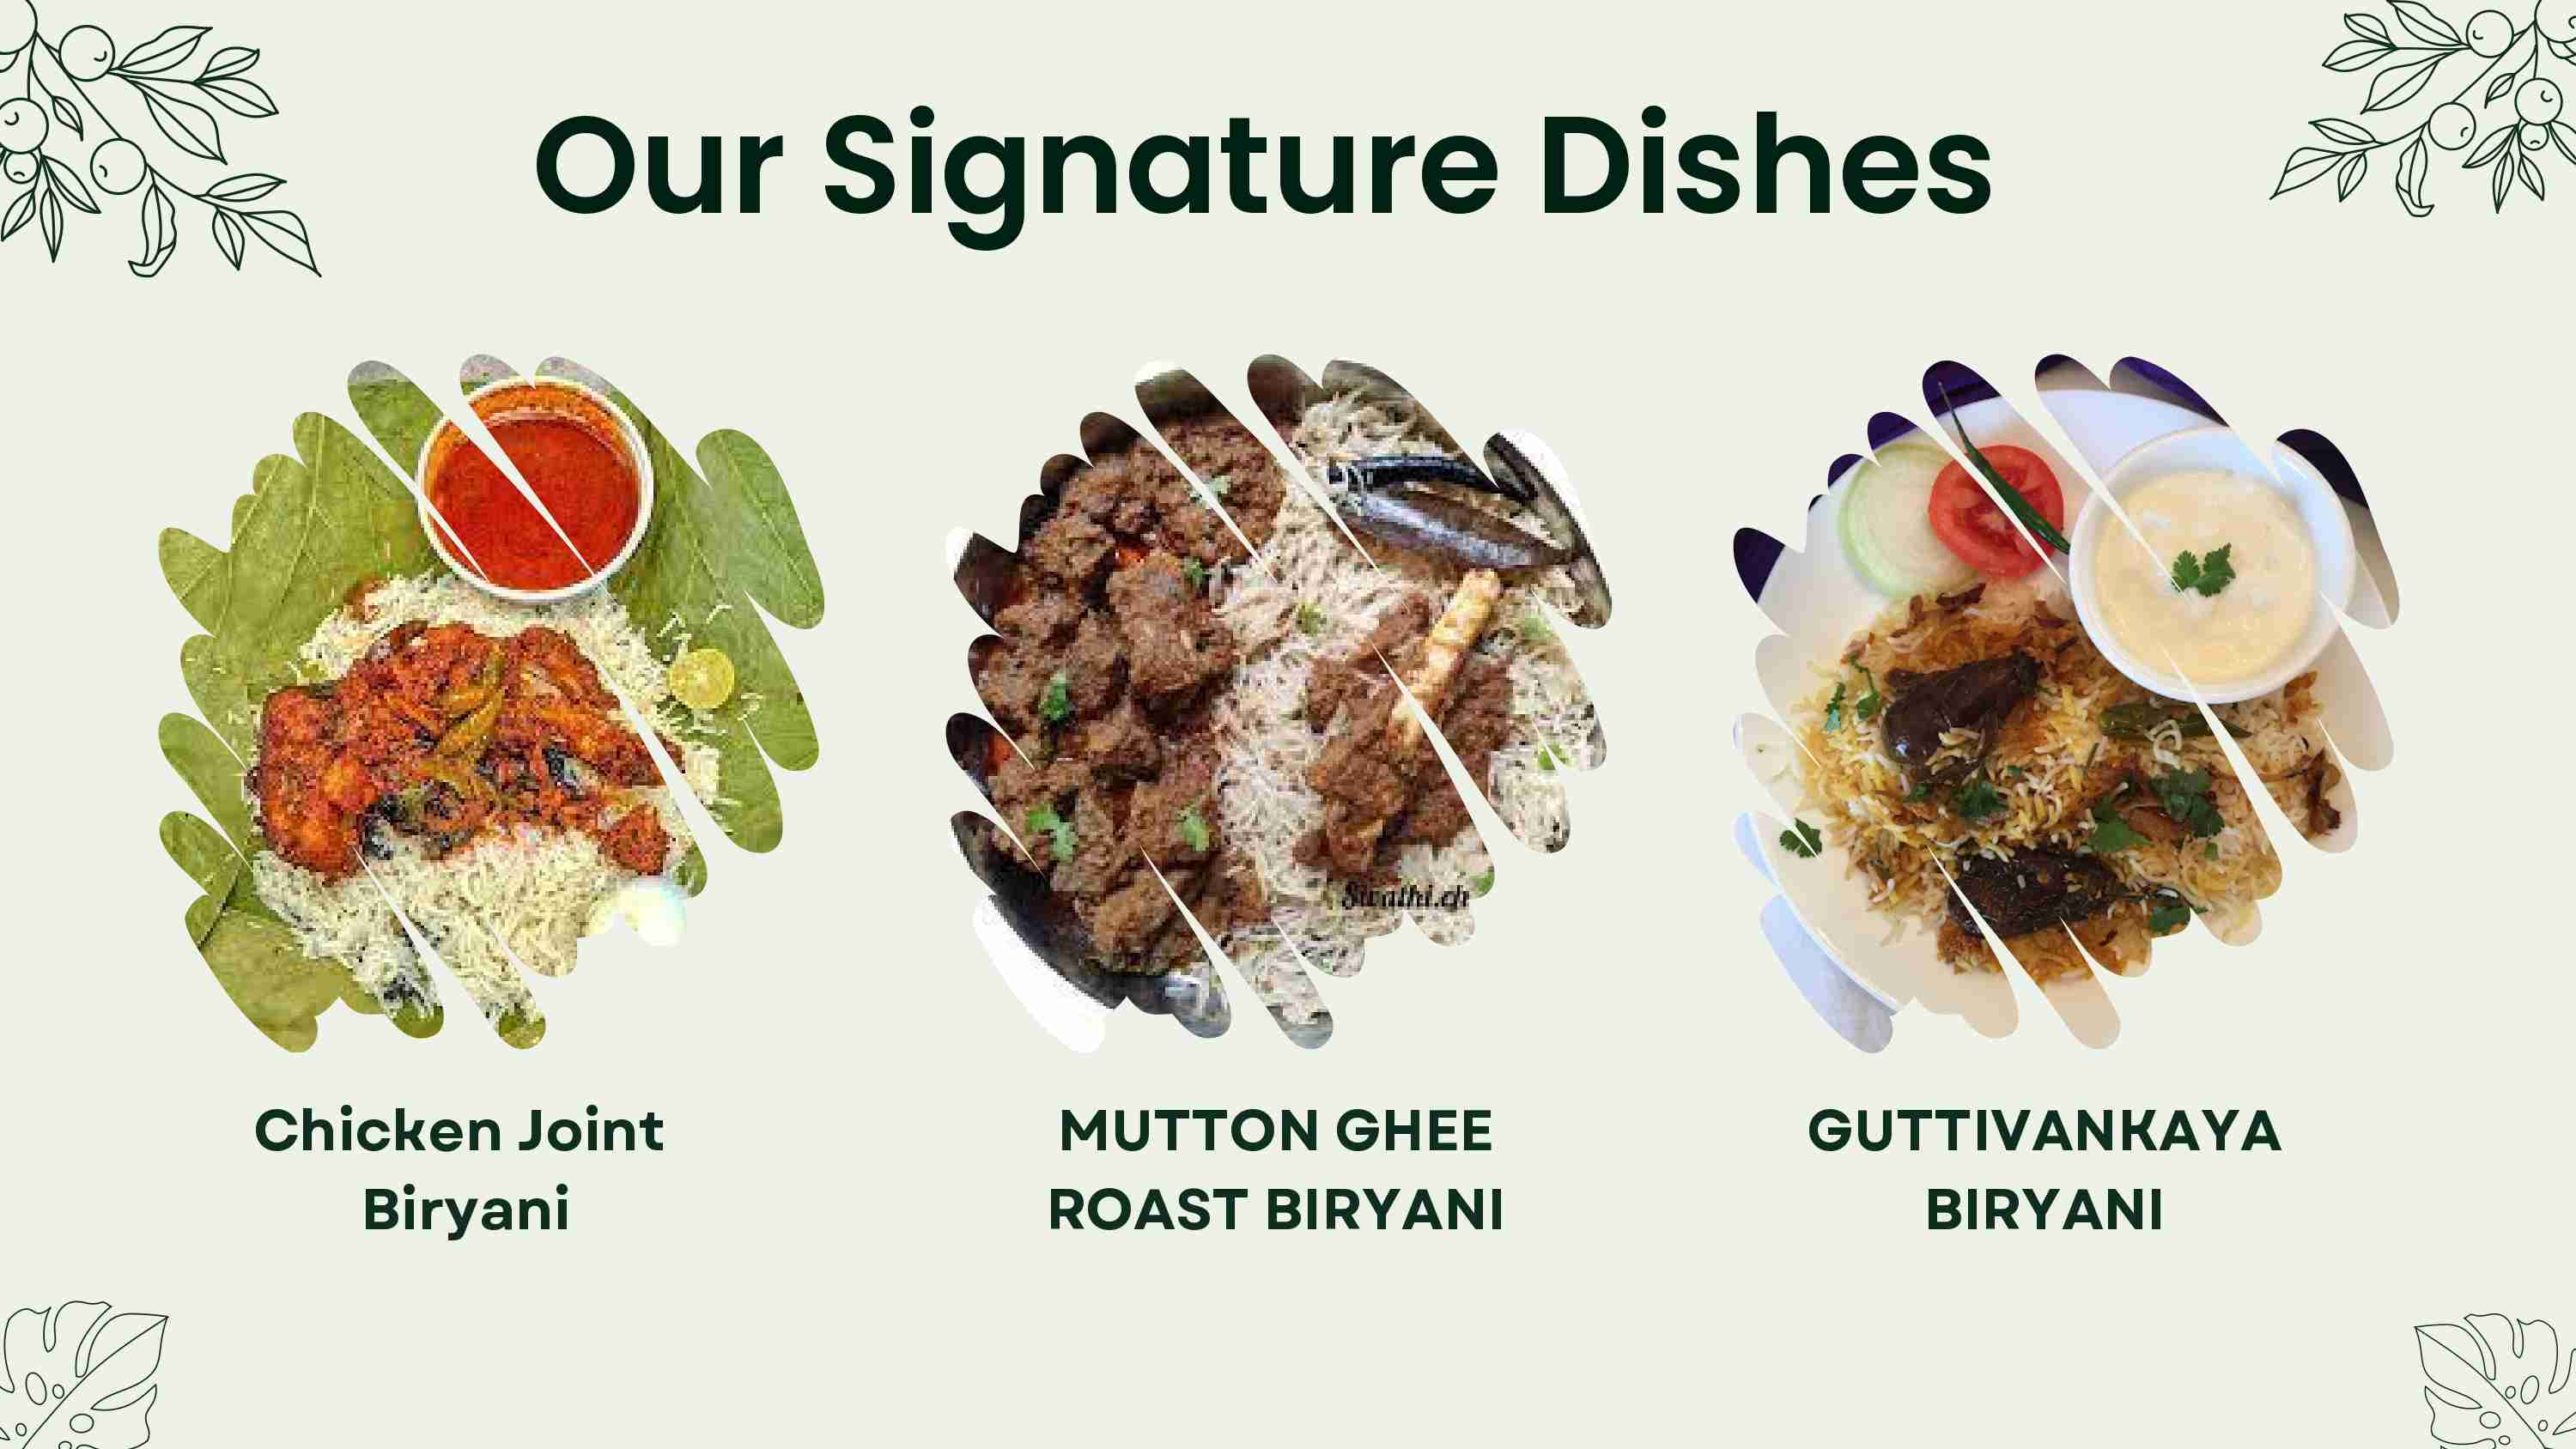 Our Signature Dishes
Chicken Joint
Biryani
MUTTON GHEE
ROAST BIRYANI
GUTTIVANKAYA
BIRYANI